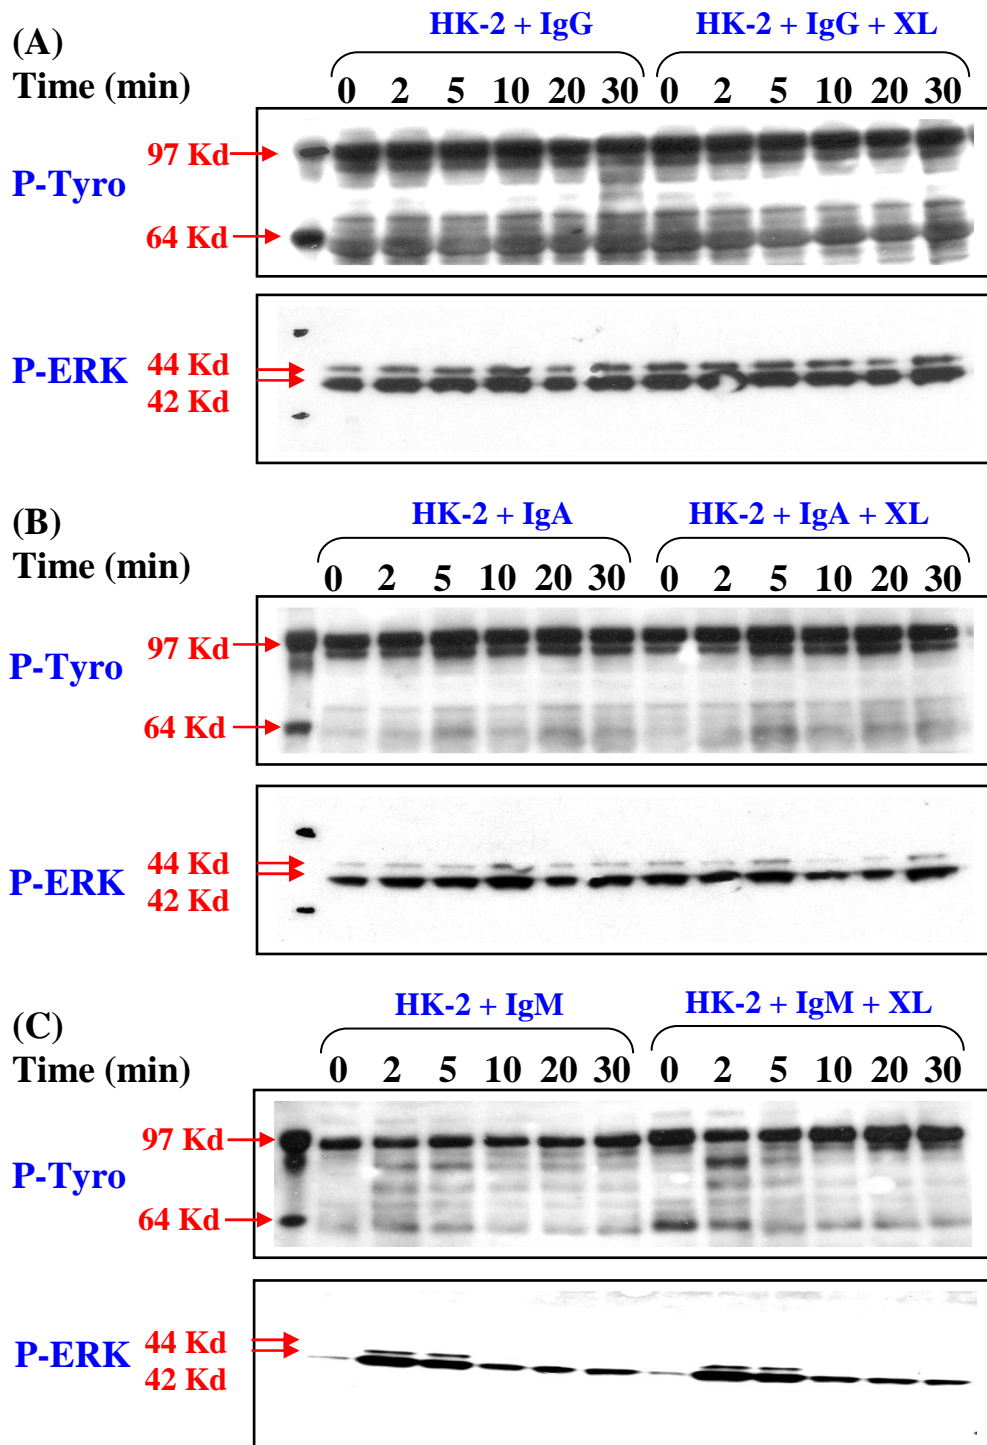 (A)
HK-2 + IgG
HK-2 + IgG + XL
Time (min)
0 2 5 10 20 30 0 2 5 10 20 30
P-Tyro
97 Kd
64 Kd
P-ERK
44 Kd
42 Kd
(B)
HK-2 + IgA
HK-2 + IgA + XL
Time (min)
0 2 5 10 20 30 0 2 5 10 20 30
P-Tyro
97 Kd
64 Kd
P-ERK
44 Kd
42 Kd
(C)
HK-2 + IgM
HK-2 + IgM + XL
Time (min)
0 2 5 10 20 30 0 2 5 10 20 30
P-Tyro
97 Kd
64 Kd
P-ERK
44 Kd
42 Kd